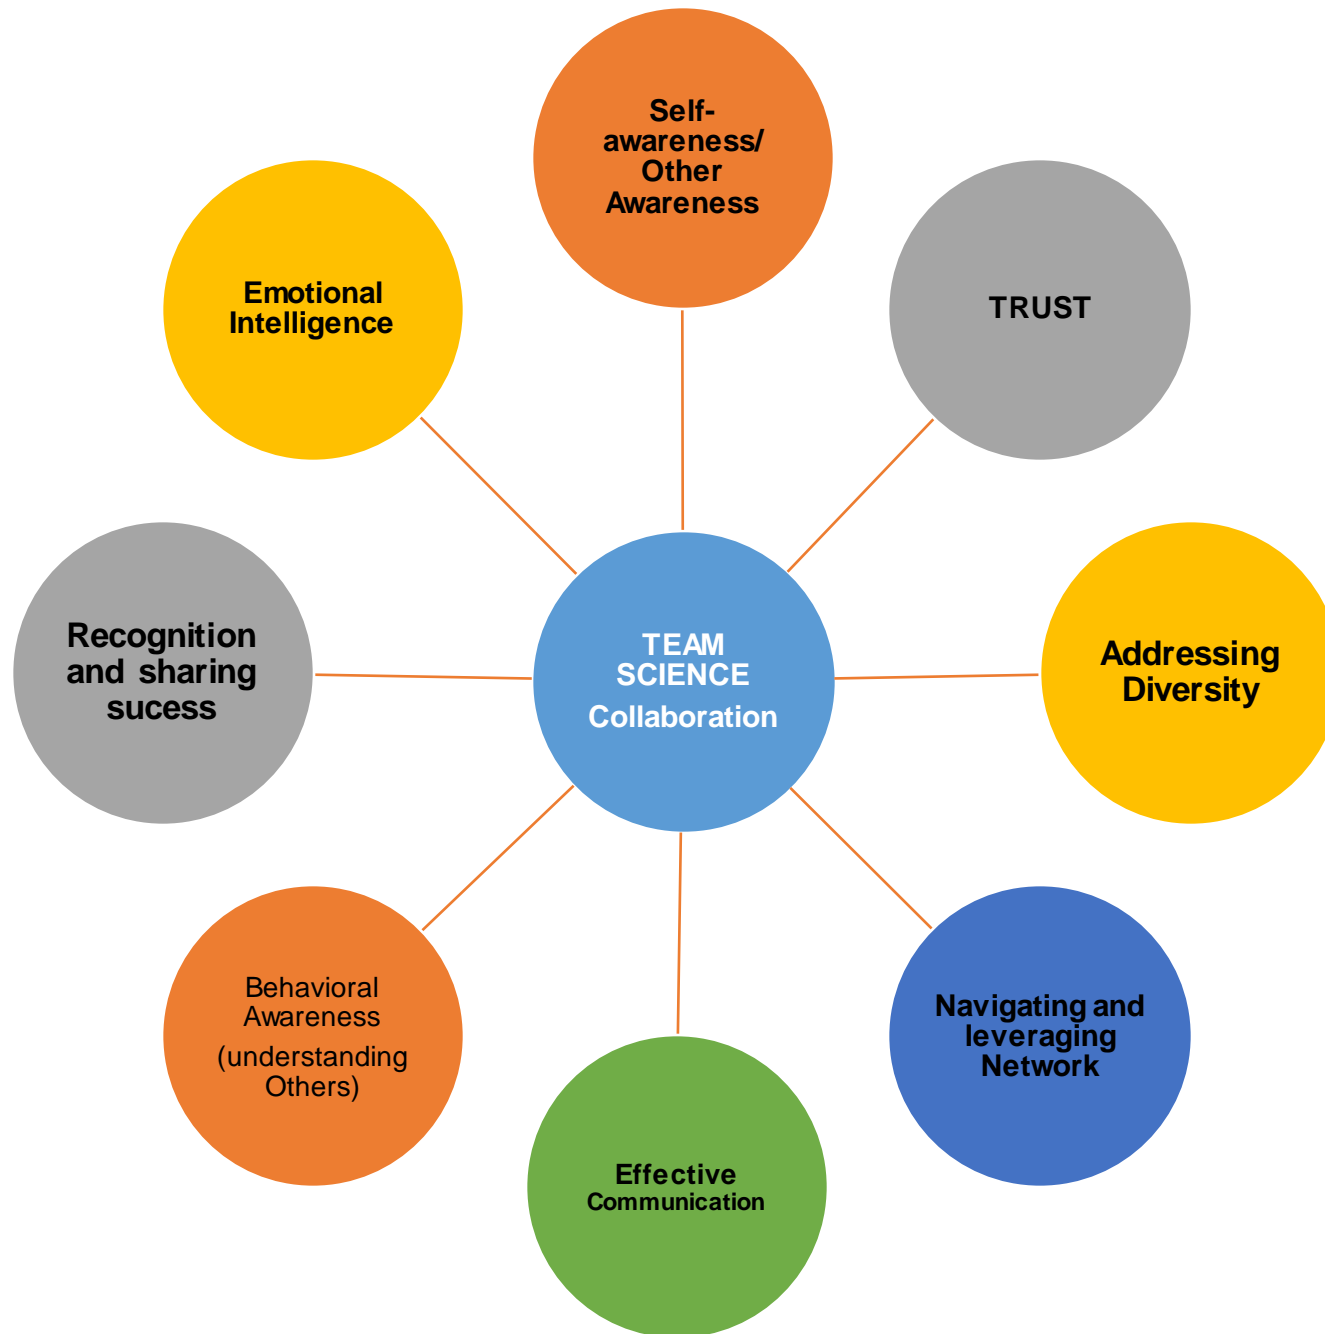 Self-
awareness/
Other
Awareness
TRUST
Emotional
Intelligence
Addressing
Diversity
Recognition
and sharing
sucess
TEAM
SCIENCE
Collaboration
Navigating and
leveraging
Network
Behavioral
Awareness
(understanding
Others)
Effective
Communication